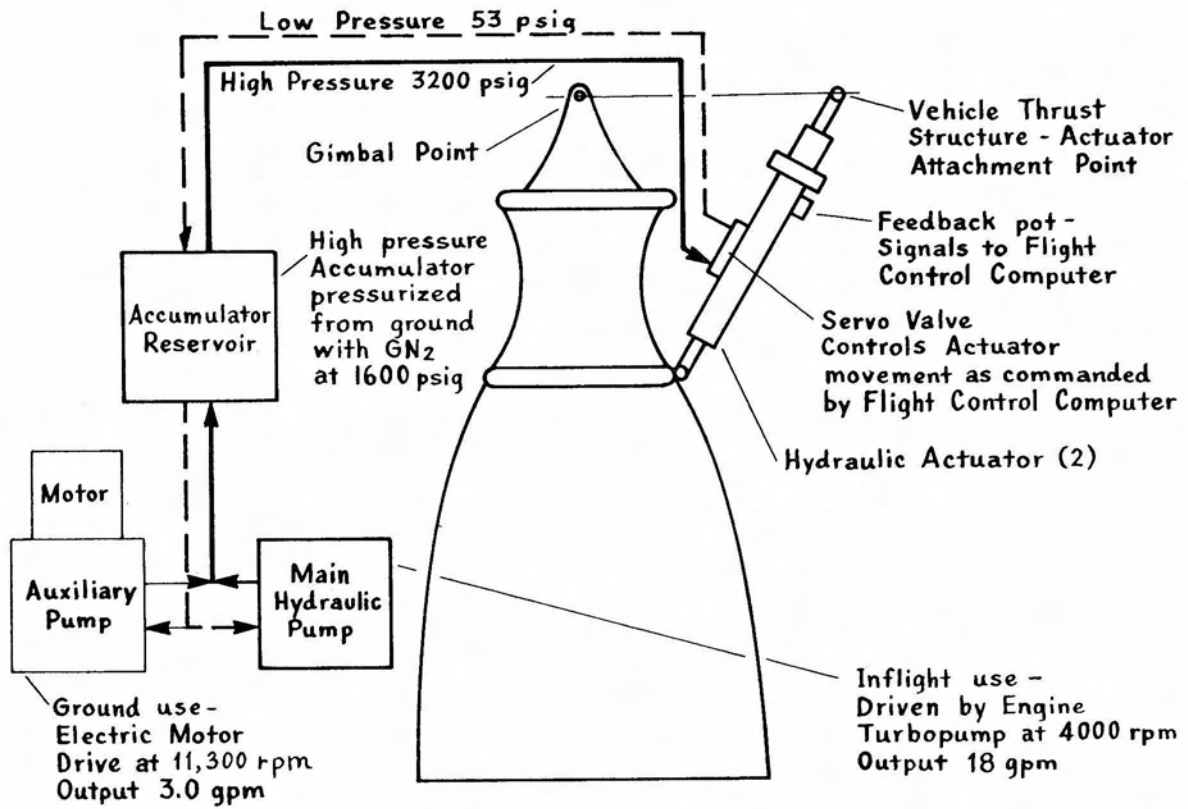 Low Pressure 53 psig
High Pressure 3200 psig
Gimbal Point
Vehicle Thrust
Structure - Actuator
Attachment Point
Feedback pot -
Signals to Flight
Control Computer
High pressure
Accumulator
pressurized
from ground
with GN2
at 1600 psig
Accumulator
Reservoir
Servo Valve
Controls Actuator
movement as commanded
by Flight Control Computer
Hydraulic Actuator (2)
Motor
Auxiliary
Pump
Main
Hydraulic
Pump
Ground use -
Electric Motor
Drive at 11,300 rpm
Output 3.0 gpm
Inflight use -
Driven by Engine
Turbopump at 4000 rpm
Output 18 gpm